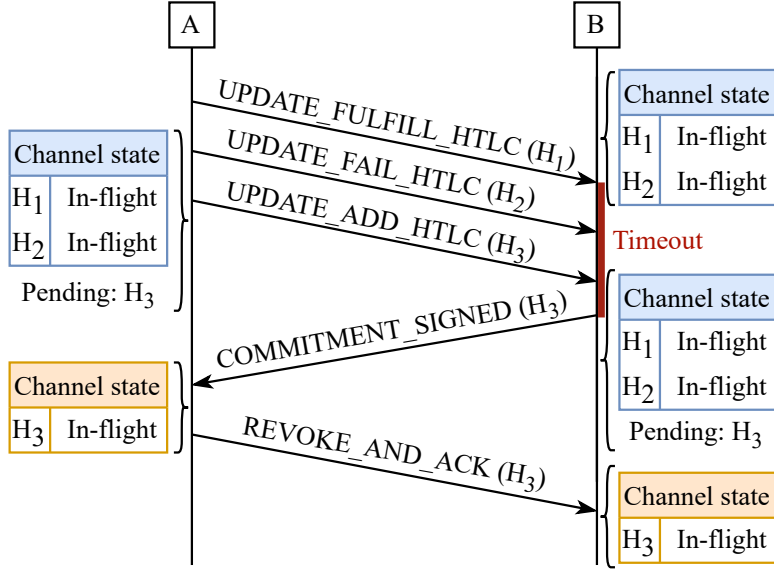 A
B
UPDATE_FULFILL_HTLC (H1)
UPDATE_FAIL_HTLC (H2)
UPDATE_ADD_HTLC (H3)
Channel state
H1 In-flight
H2 In-flight
Channel state
H1 In-flight
H2 In-flight
Pending: H3
Timeout
COMMITMENT_SIGNED (H3)
Channel state
H1 In-flight
H2 In-flight
Pending: H3
Channel state
H3 In-flight
REVOKE_AND_ACK (H3)
Channel state
H3 In-flight